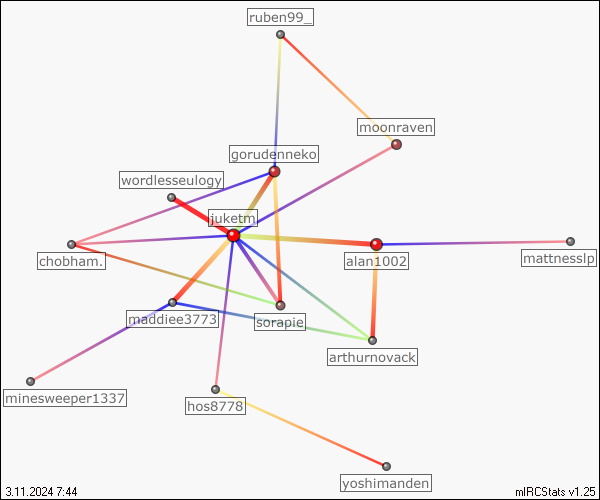 ruben99_
moonraven
gorudenneko
wordlesseulogy
juketm
chobham.
alan1002
mattnesslp
maddiee3773
sorapie
arthurnovack
minesweeper1337
hos8778
yoshimanden
3.11.2024 7:44
mIRCStats v1.25